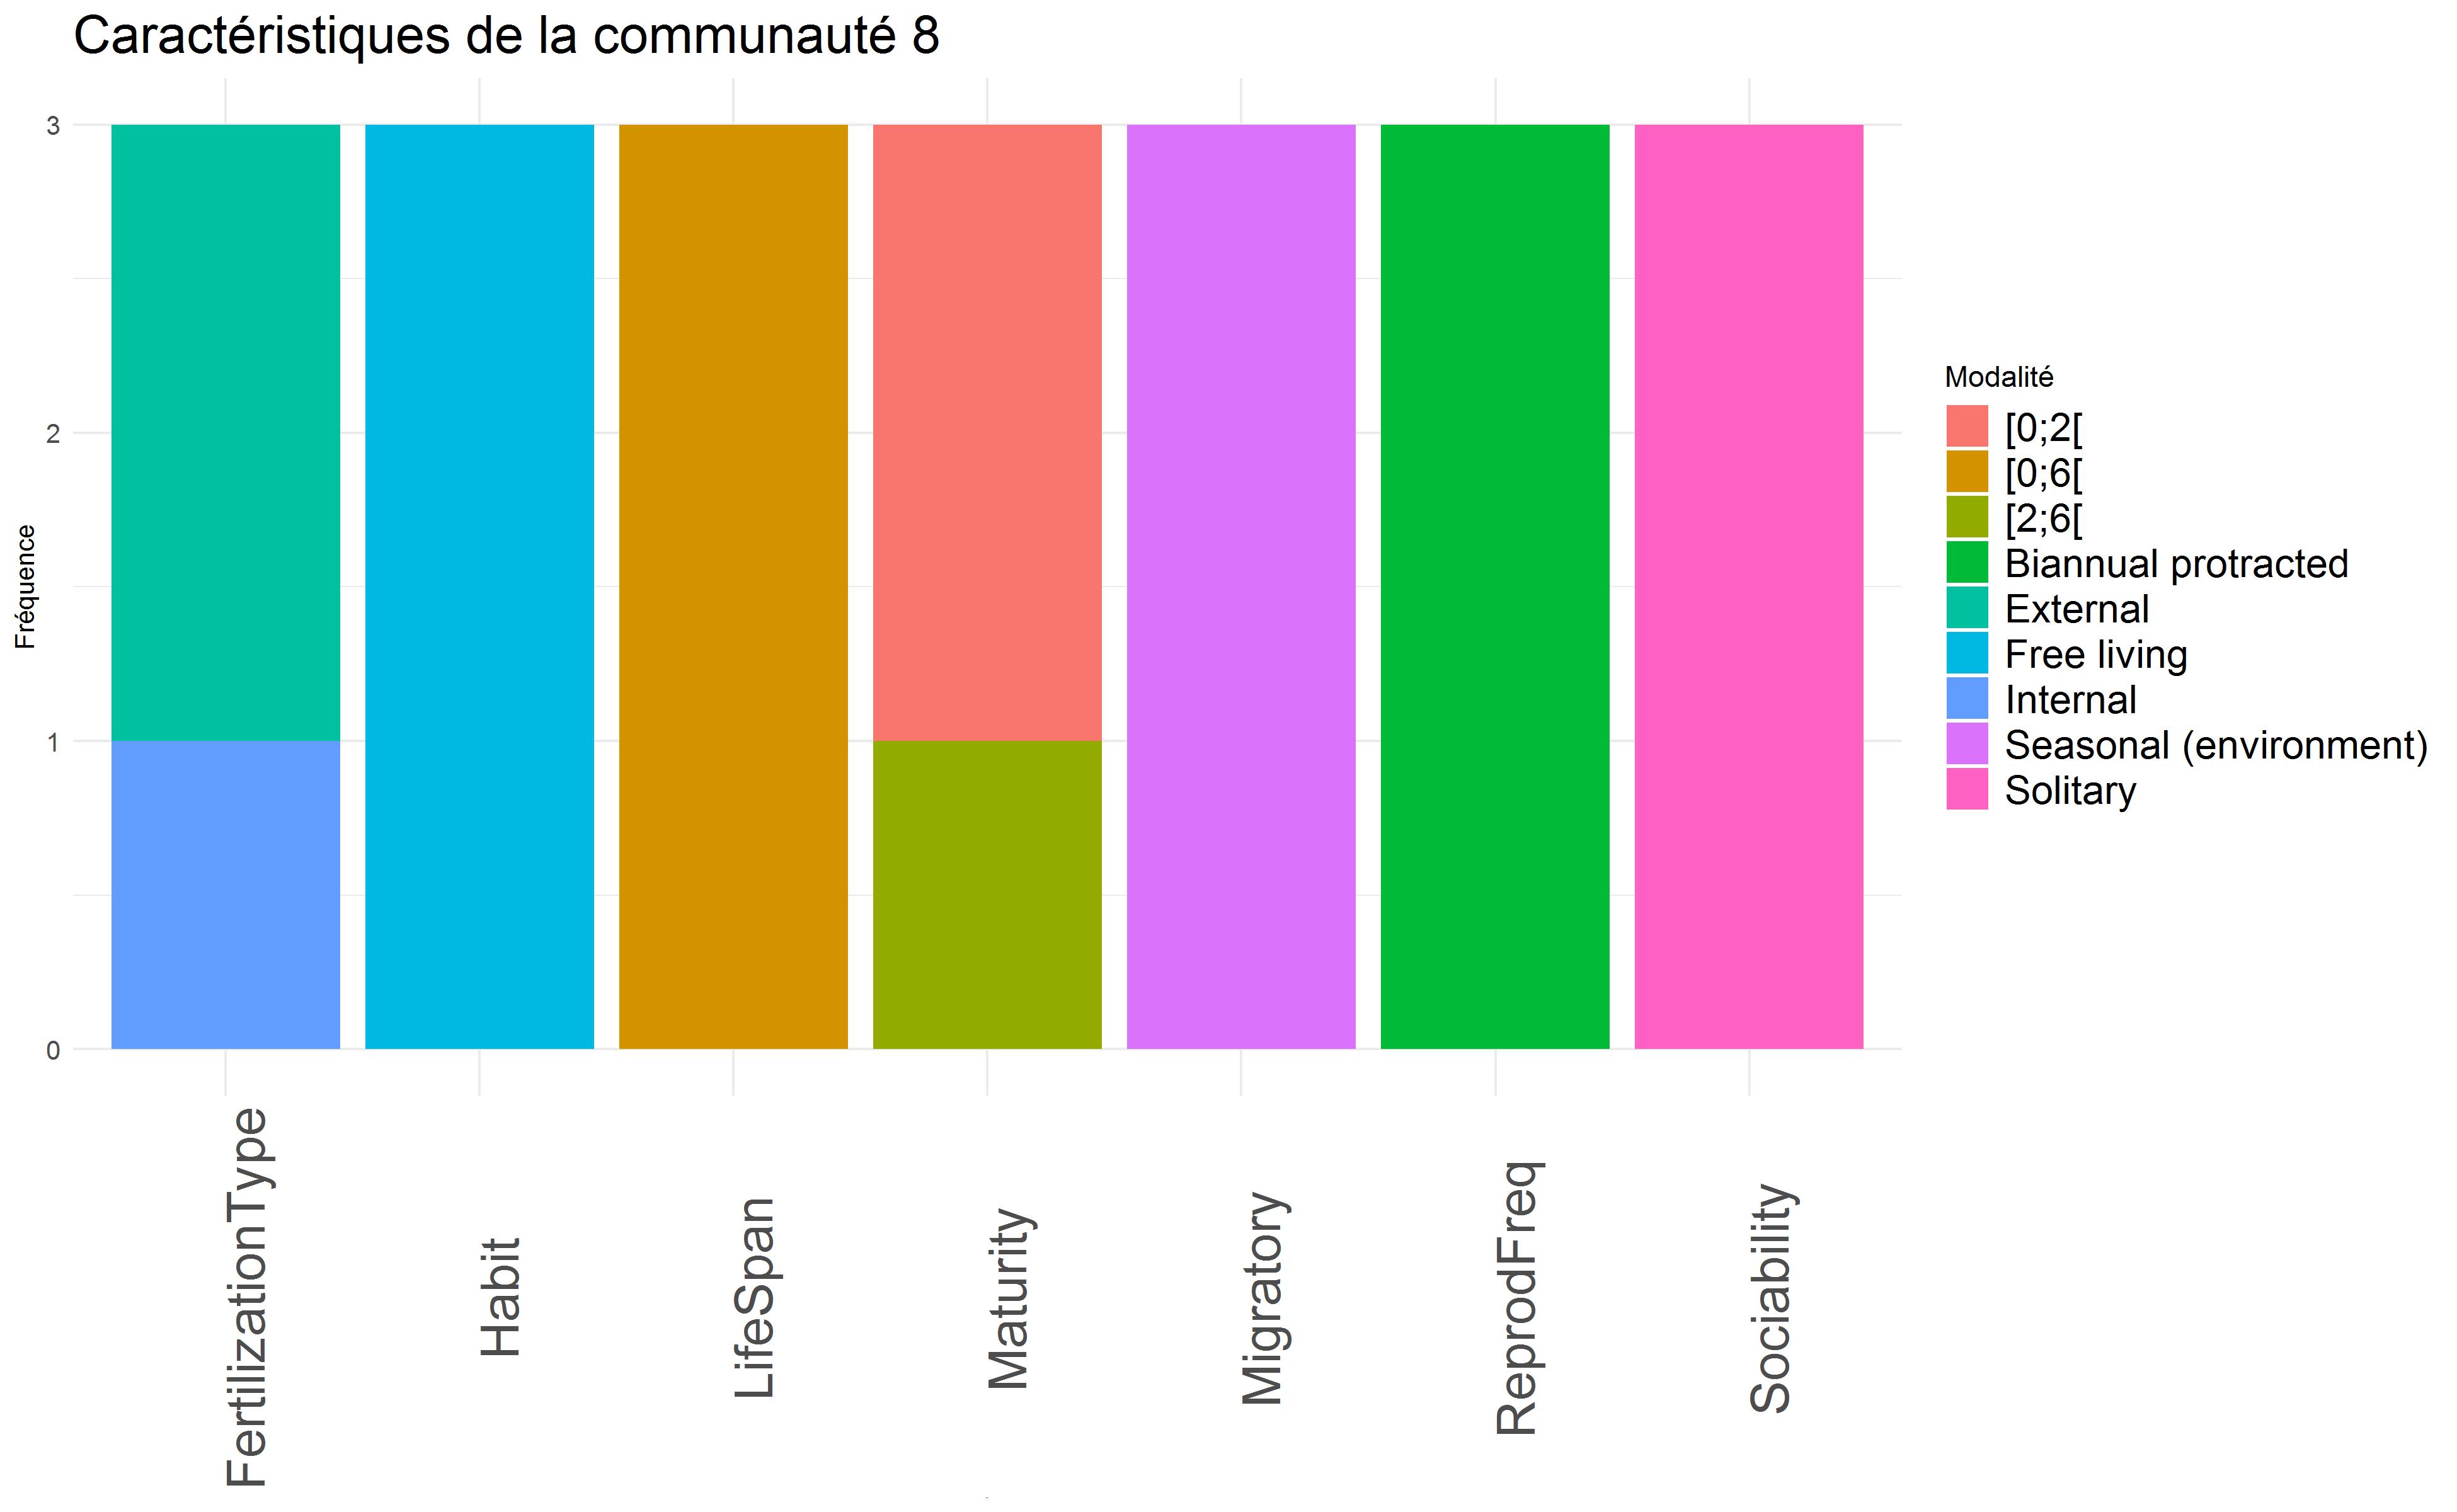 Caractéristiques de la communauté 8
3
2
1
0
Fréquence
FertilizationType
Habit
LifeSpan
Maturity
Migratory
ReprodFreq
Sociability
Modalité
[0;2[
[0;6[
[2;6[
Biannual protracted
External
Free living
Internal
Seasonal (environment)
Solitary